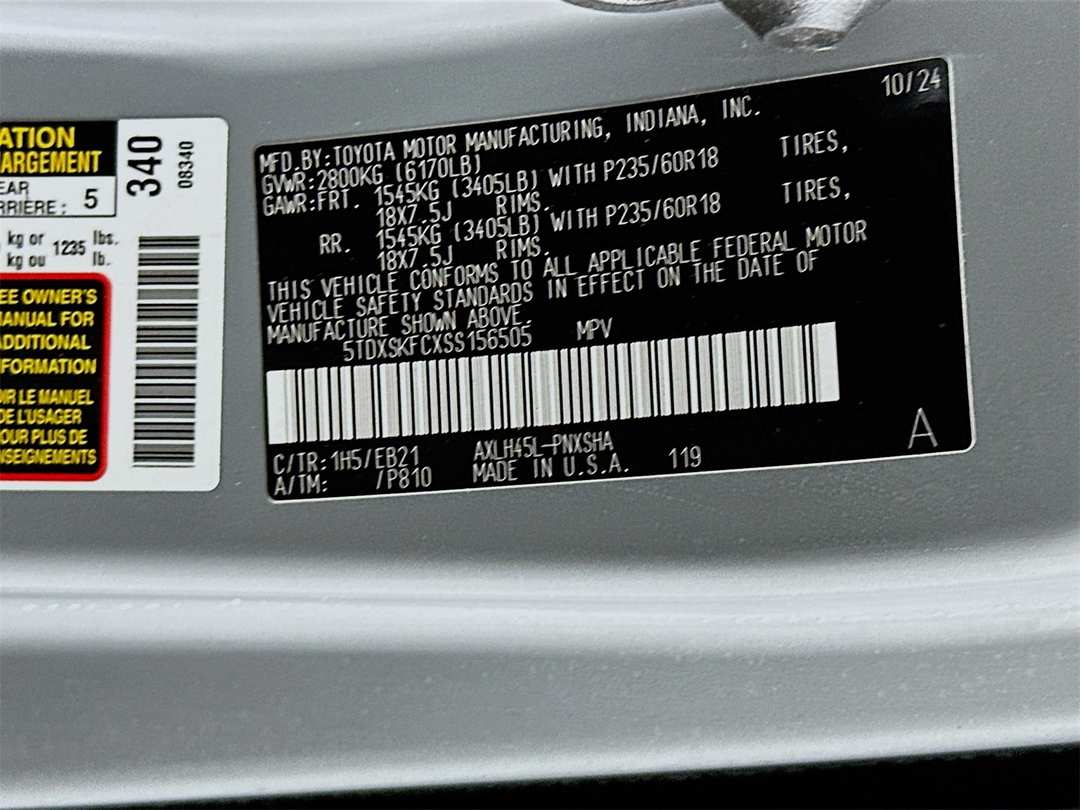 ATION
ARGEMENT
EAR
RRIÈRE : 5
340
08340
kg or 1235 lbs.
kg ou lb.
EE OWNER'S
MANUAL FOR
ADDITIONAL
NFORMATION
OIR LE MANUEL
DE L'USAGER
POUR PLUS DE
ENSEIGNEMENTS
10/24
MFD.BY:TOYOTA MOTOR MANUFACTURING, INDIANA, INC.
GVWR:2800KG (6170LB)
GAWR:FRT. 1545KG (3405LB) WITH P235/60R18 TIRES,
18X7.5J RIMS.
RR. 1545KG (3405LB) WITH P235/60R18 TIRES,
18X7.5J RIMS.
THIS VEHICLE CONFORMS TO ALL APPLICABLE FEDERAL MOTOR
VEHICLE SAFETY STANDARDS IN EFFECT ON THE DATE OF
MANUFACTURE SHOWN ABOVE.
5TDXSKFCXSS156505 MPV
C/TR:1H5/EB21 AXLH45L-PNXSHA
A/TM: /P810 MADE IN U.S.A. 119
A